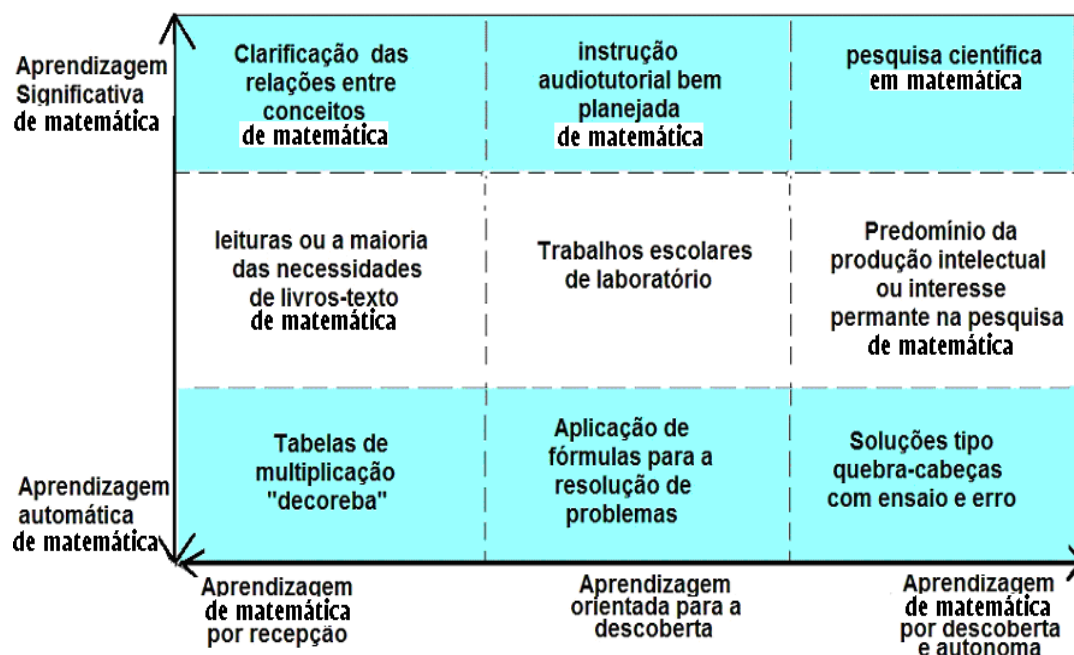 Aprendizagem
Significativa
de matemática
Clarificação das
relações entre
conceitos
de matemática
instrução
audiotutorial bem
planejada
de matemática
pesquisa científica
em matemática
leituras ou a maioria
das necessidades
de livros-texto
de matemática
Trabalhos escolares
de laboratório
Predomínio da
produção intelectual
ou interesse
permante na pesquisa
de matemática
Aprendizagem
automática
de matemática
Tabelas de
multiplicação
"decoreba"
Aplicação de
fórmulas para a
resolução de
problemas
Soluções tipo
quebra-cabeças
com ensaio e erro
Aprendizagem
de matemática
por recepção
Aprendizagem
orientada para a
descoberta
Aprendizagem
de matemática
por descoberta
e autonoma